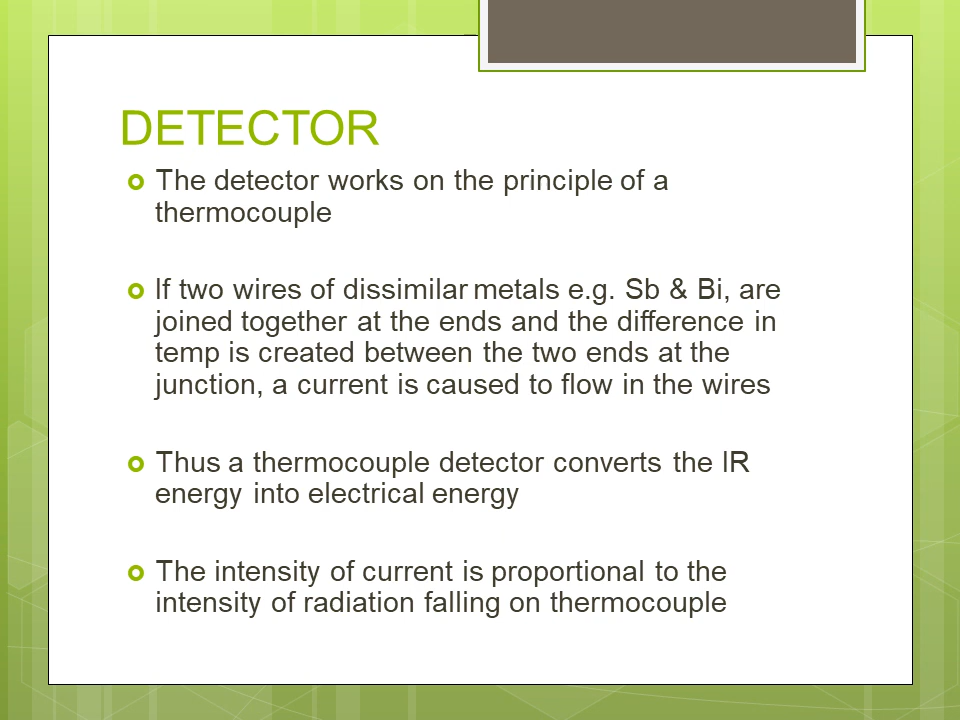 DETECTOR
The detector works on the principle of a
thermocouple
If two wires of dissimilar metals e.g. Sb & Bi, are
joined together at the ends and the difference in
temp is created between the two ends at the
junction, a current is caused to flow in the wires
Thus a thermocouple detector converts the IR
energy into electrical energy
The intensity of current is proportional to the
intensity of radiation falling on thermocouple